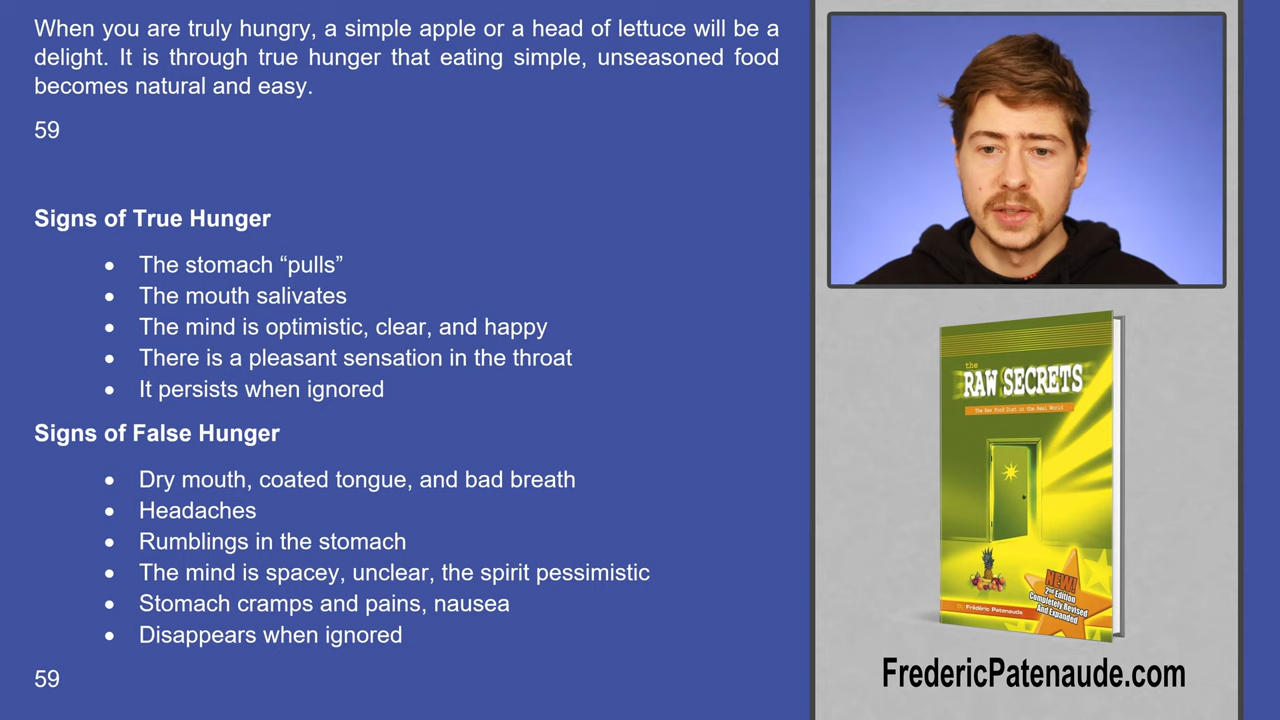 When you are truly hungry, a simple apple or a head of lettuce will be a
delight. It is through true hunger that eating simple, unseasoned food
becomes natural and easy.
59
Signs of True Hunger
• The stomach “pulls”
• The mouth salivates
• The mind is optimistic, clear, and happy
• There is a pleasant sensation in the throat
• It persists when ignored
Signs of False Hunger
• Dry mouth, coated tongue, and bad breath
• Headaches
• Rumblings in the stomach
• The mind is spacey, unclear, the spirit pessimistic
• Stomach cramps and pains, nausea
• Disappears when ignored
59
the
RAW SECRETS
The Raw Food Diet in the Real World
NEW!
2nd Edition
Completely Revised
And Expanded
Frédéric Patenaude
FredericPatenaude.com